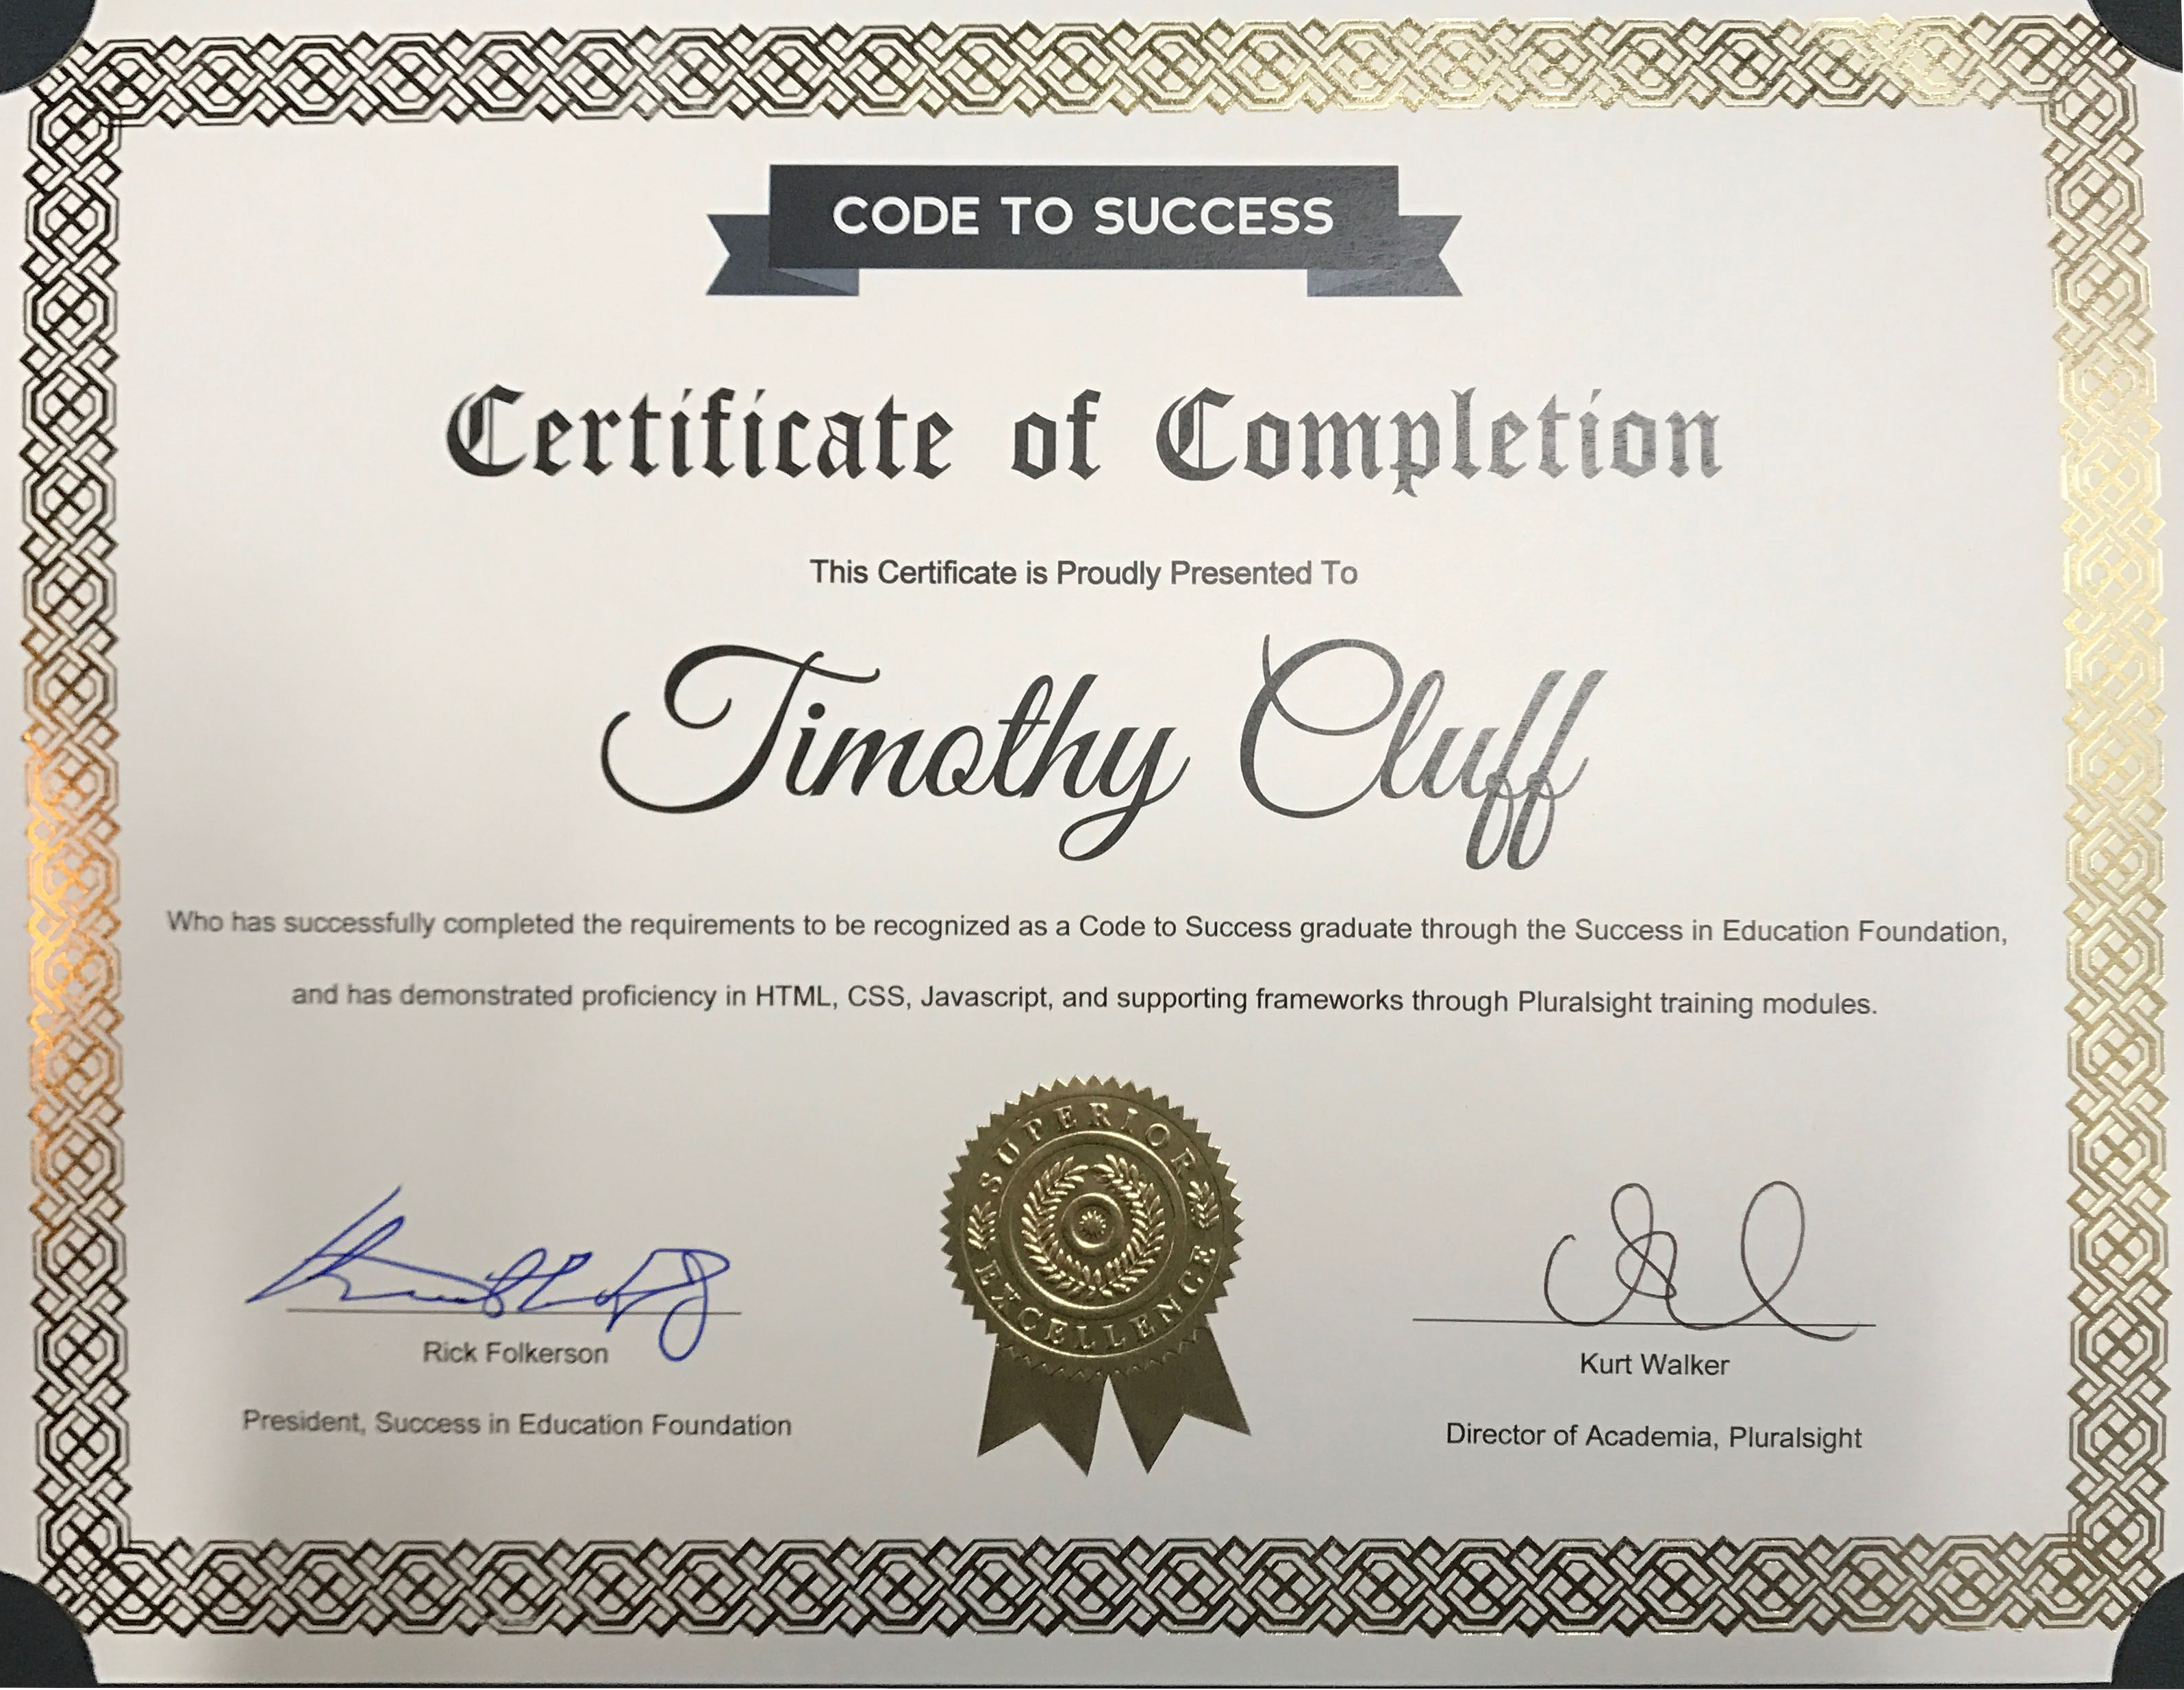 CODE TO SUCCESS
Certificate of Completion
This Certificate is Proudly Presented To
Timothy Cluff
Who has successfully completed the requirements to be recognized as a Code to Success graduate through the Success in Education Foundation,
and has demonstrated proficiency in HTML, CSS, Javascript, and supporting frameworks through Pluralsight training modules.
SUPERIOR
EXCELLENCE
Rick Folkerson
President, Success in Education Foundation
Kurt Walker
Director of Academia, Pluralsight